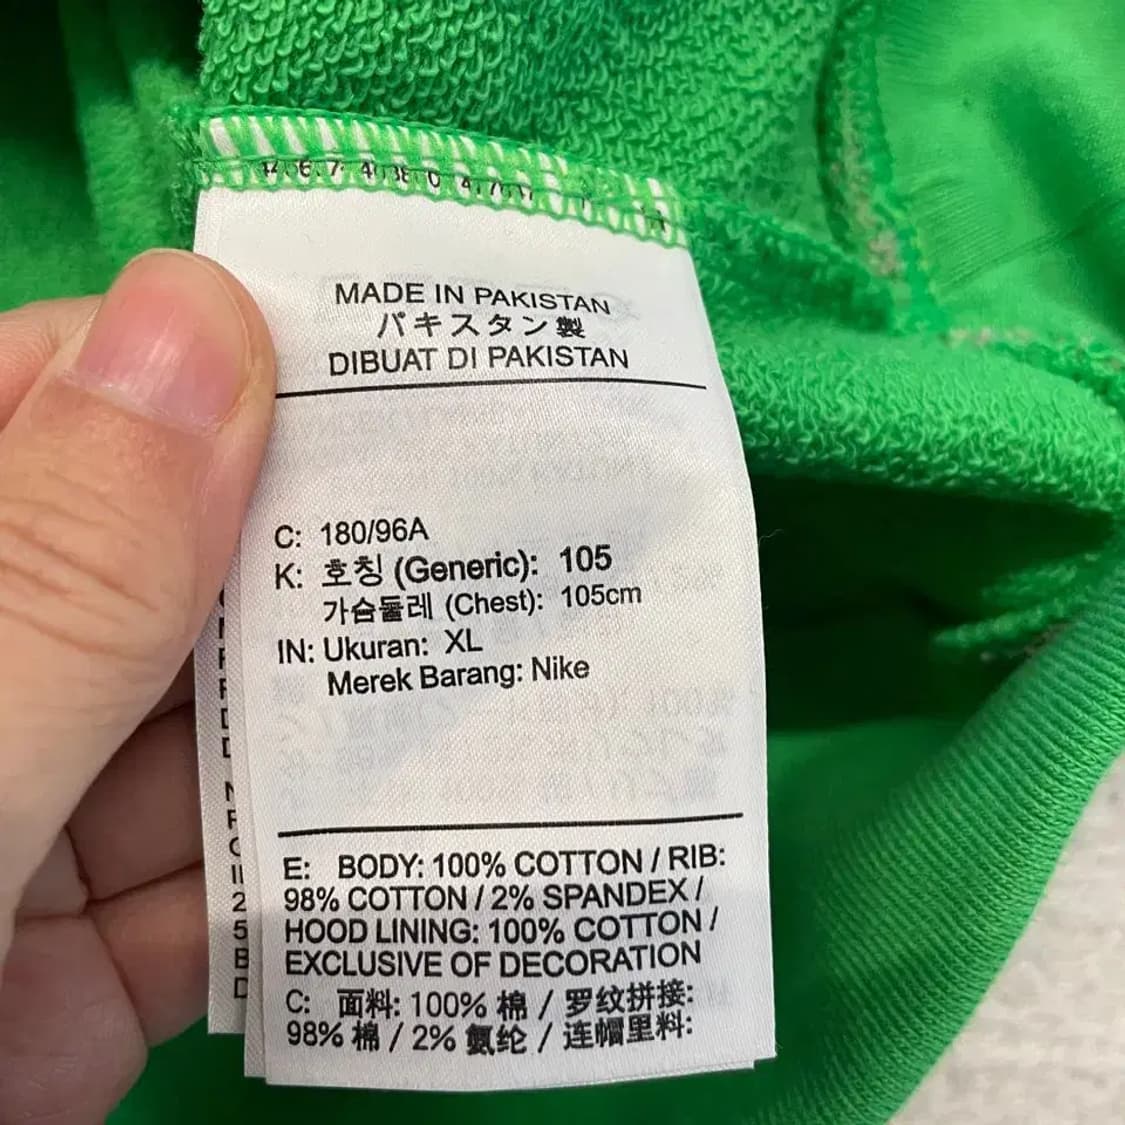 MADE IN PAKISTAN
パキスタン製
DIBUAT DI PAKISTAN
C: 180/96A
K: 호칭 (Generic): 105
가슴둘레 (Chest): 105cm
IN: Ukuran: XL
Merek Barang: Nike
E: BODY: 100% COTTON / RIB:
98% COTTON / 2% SPANDEX /
HOOD LINING: 100% COTTON /
EXCLUSIVE OF DECORATION
C: 面料: 100% 棉 / 罗纹拼接:
98% 棉 / 2% 氨纶 / 连帽里料: